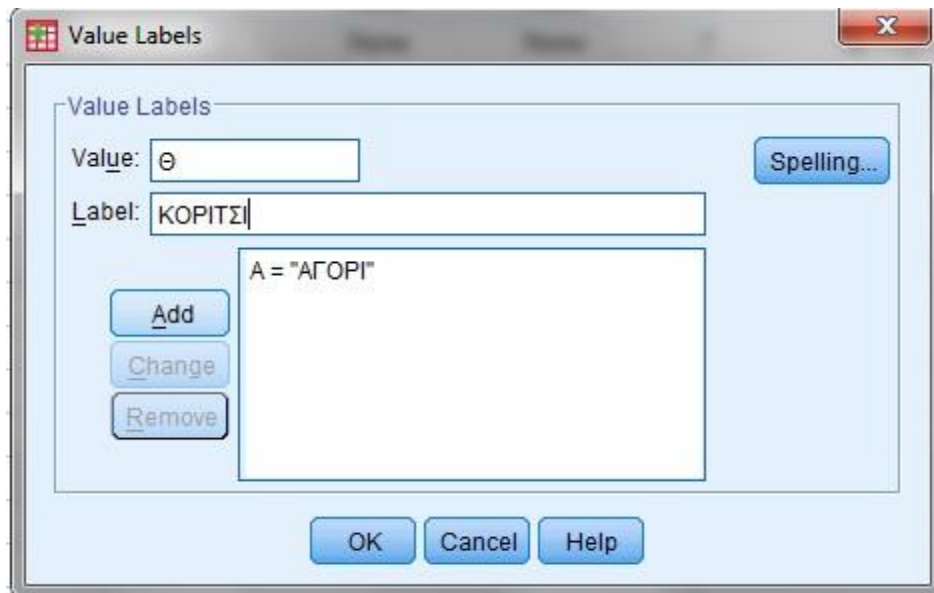 Value Labels
Value Labels
Value: Θ
Spelling...
Label: ΚΟΡΙΤΣΙ
Α = "ΑΓΟΡΙ"
Add
Change
Remove
OK Cancel Help